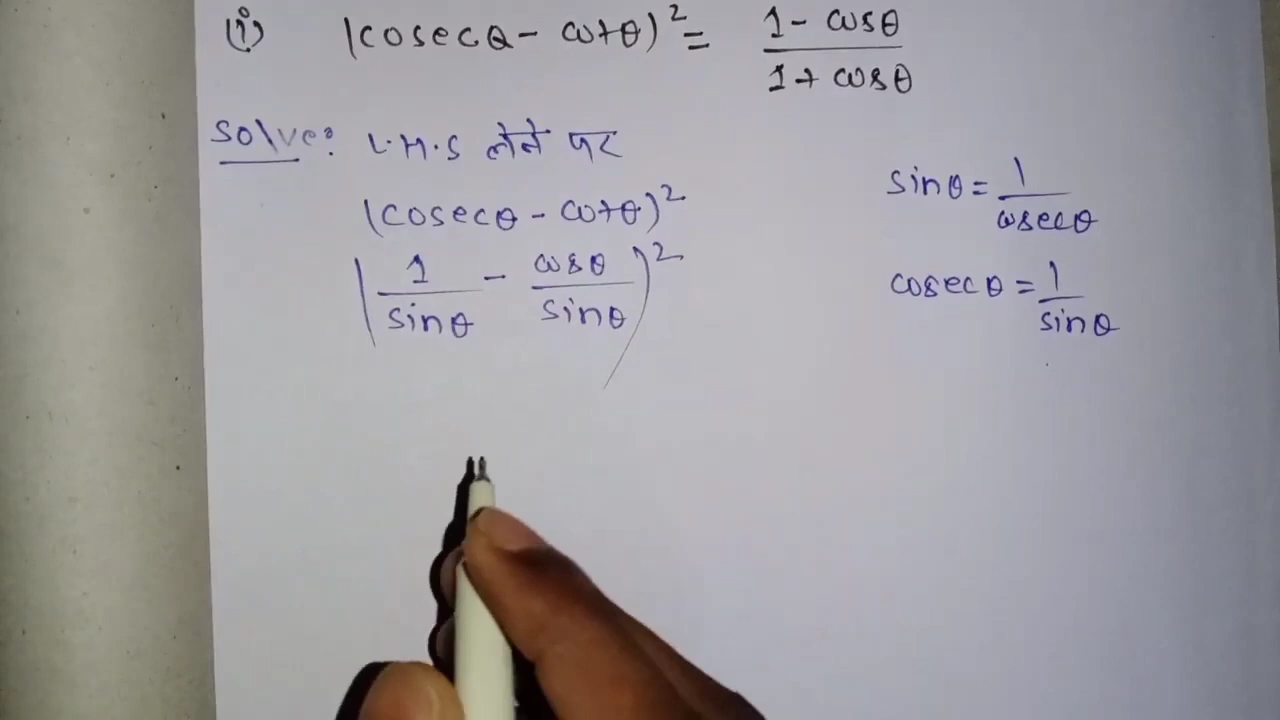 (i) (cosecθ - cotθ)² = (1 - cosθ)/(1 + cosθ)
Solve: L.H.S लेने पर
(cosecθ - cotθ)²
(1/sinθ - cosθ/sinθ)²
sinθ = 1/cosecθ
cosecθ = 1/sinθ